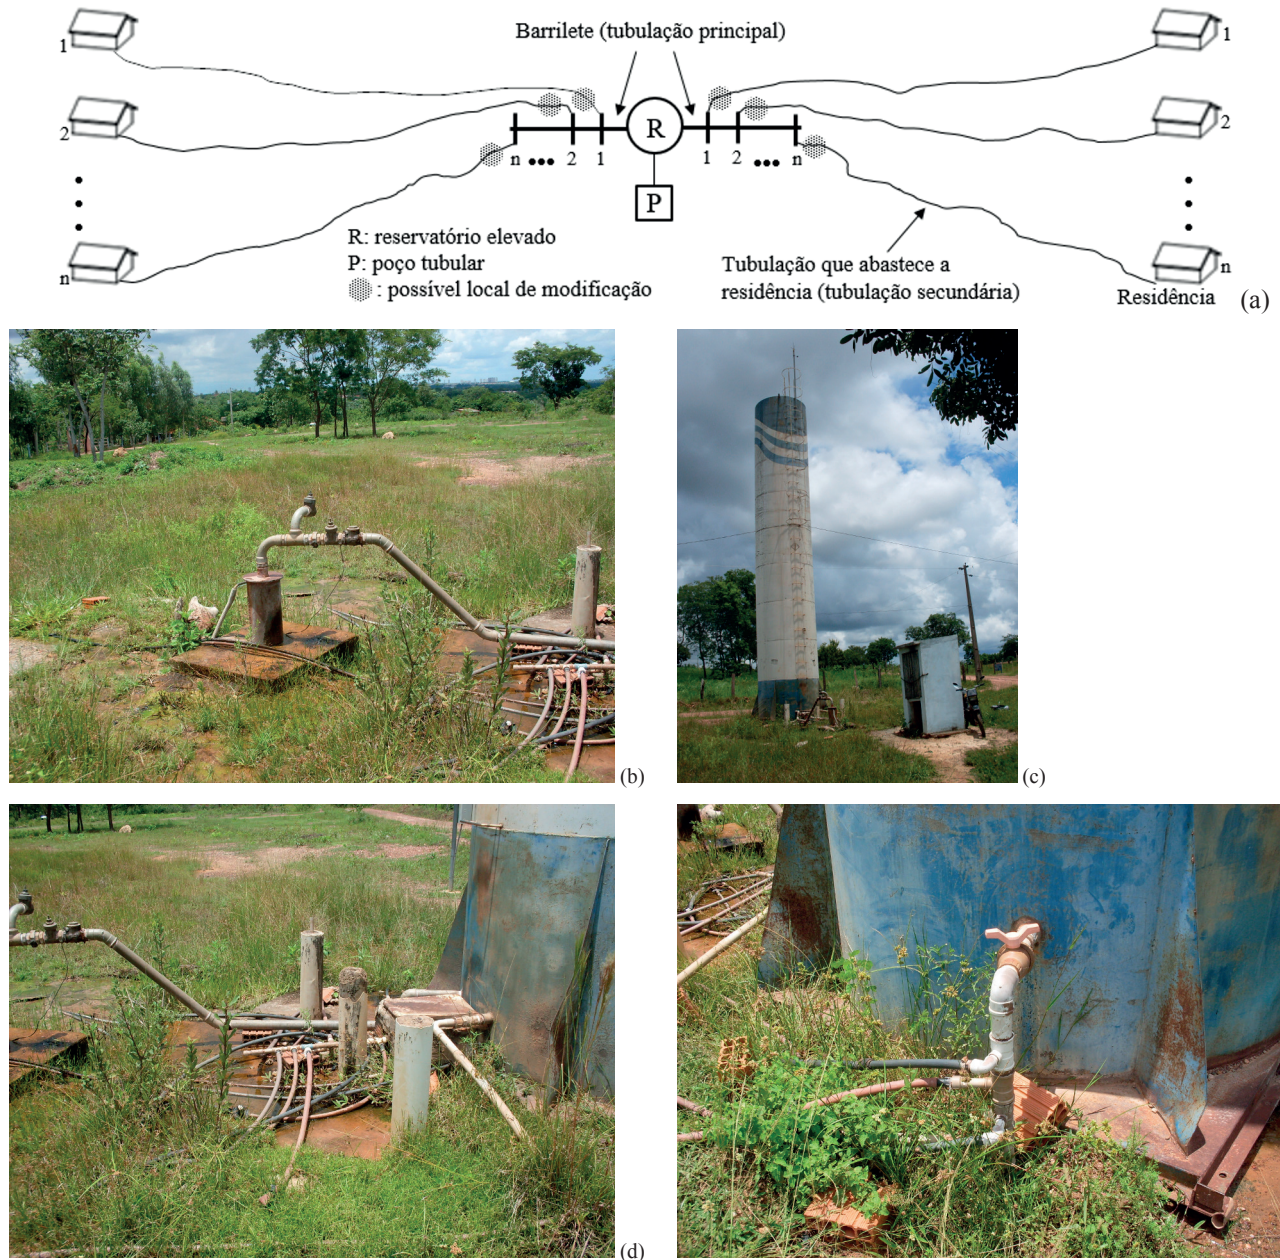 Barrilete (tubulação principal)
1
1
2
2
R
n ••• 2 1
1 2 ••• n
P
R: reservatório elevado
P: poço tubular
: possível local de modificação
Tubulação que abastece a
residência (tubulação secundária)
n
n
Residência
(a)
(b)
(c)
(d)